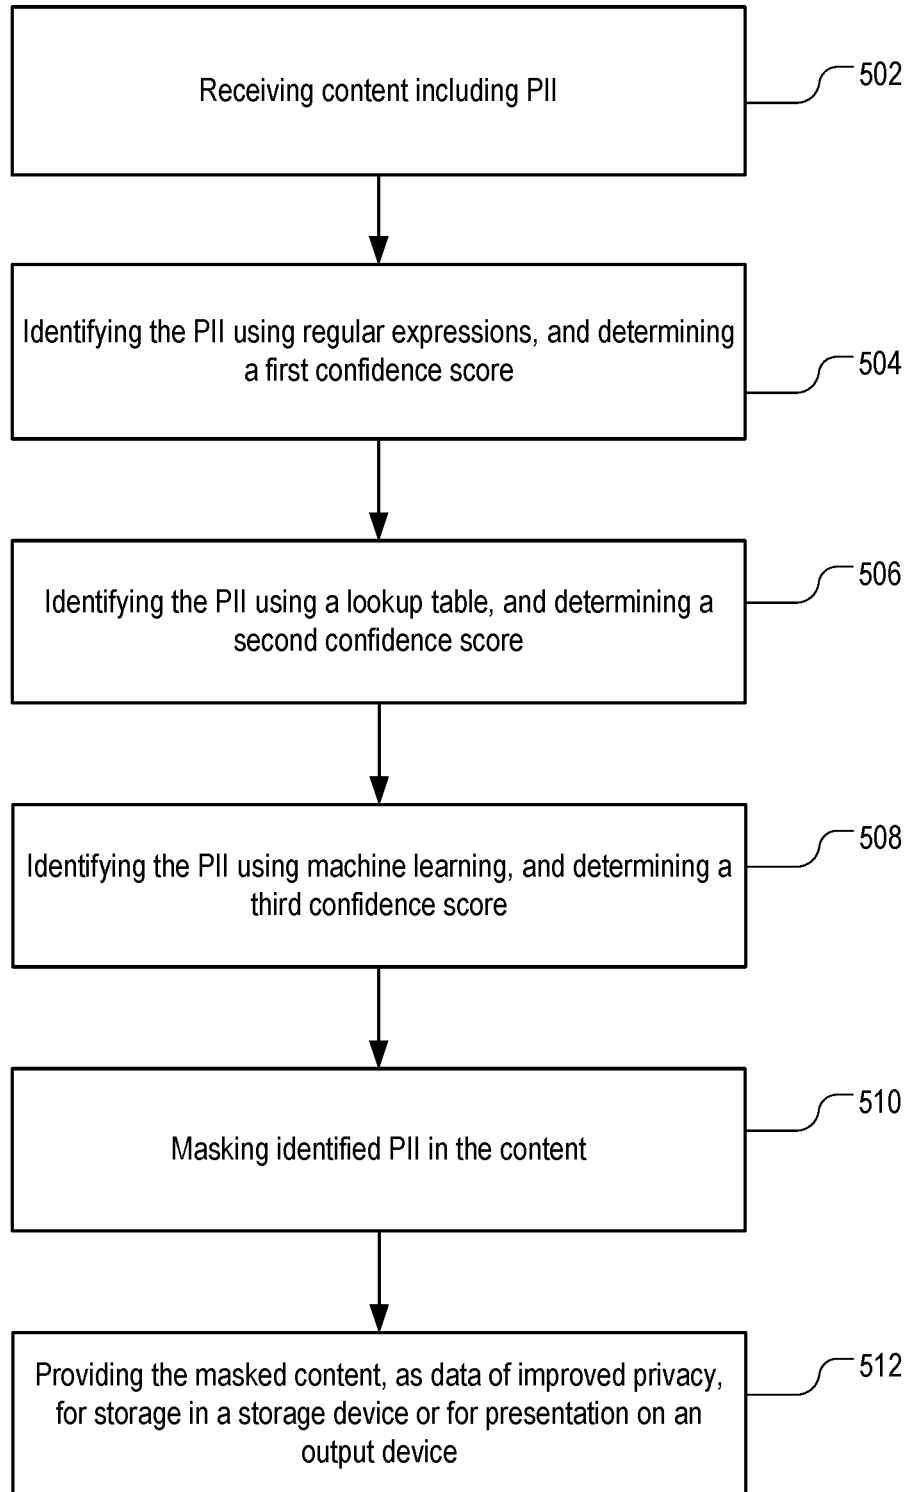 Receiving content including PII
502
Identifying the PII using regular expressions, and determining
a first confidence score
504
Identifying the PII using a lookup table, and determining a
second confidence score
506
Identifying the PII using machine learning, and determining a
third confidence score
508
Masking identified PII in the content
510
Providing the masked content, as data of improved privacy,
for storage in a storage device or for presentation on an
output device
512